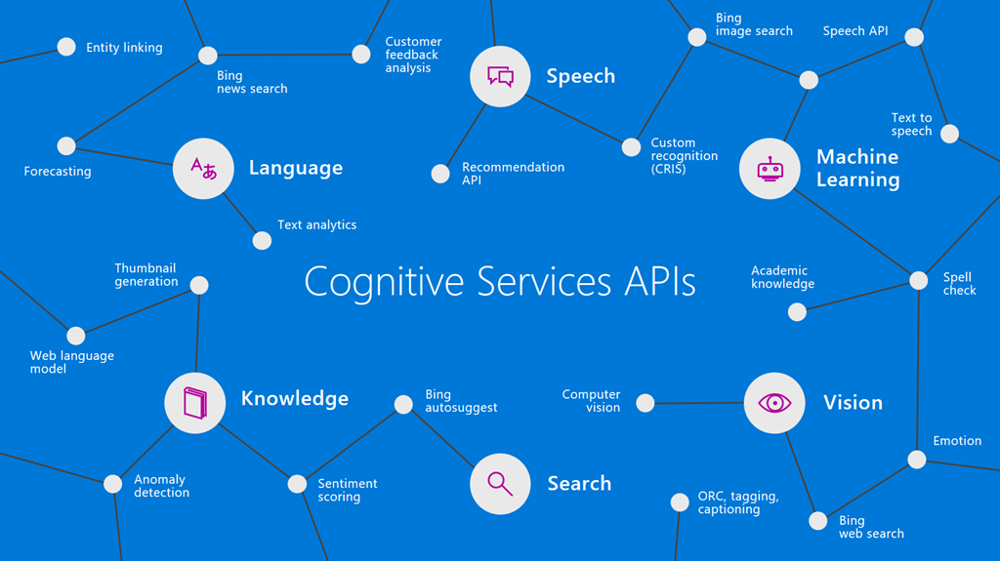 Entity linking
Bing
news search
Customer
feedback
analysis
Speech
Bing
image search
Speech API
Text to
speech
Forecasting
Language
Recommendation
API
Custom
recognition
(CRIS)
Machine
Learning
Text analytics
Thumbnail
generation
Cognitive Services APIs
Academic
knowledge
Spell
check
Web language
model
Knowledge
Bing
autosuggest
Computer
vision
Vision
Emotion
Anomaly
detection
Sentiment
scoring
Search
ORC, tagging,
captioning
Bing
web search